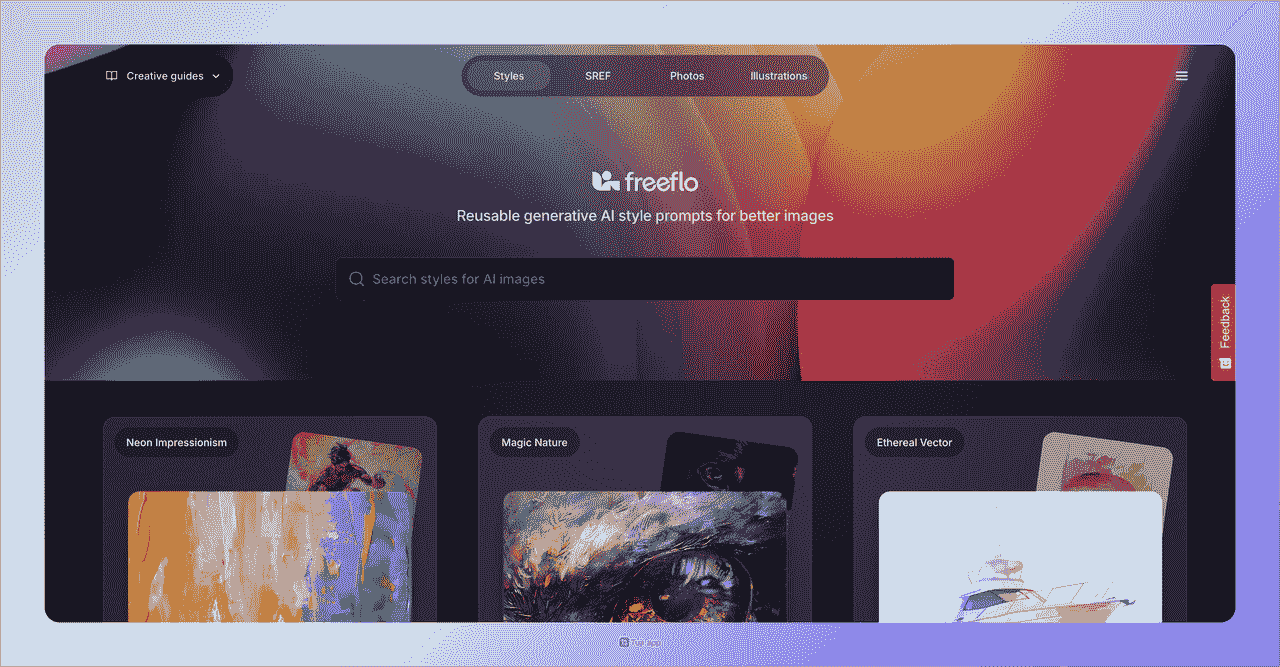 Creative guides
Styles
SREF
Photos
Illustrations
freeflo
Reusable generative AI style prompts for better images
Search styles for AI images
Feedback
Neon Impressionism
Magic Nature
Ethereal Vector